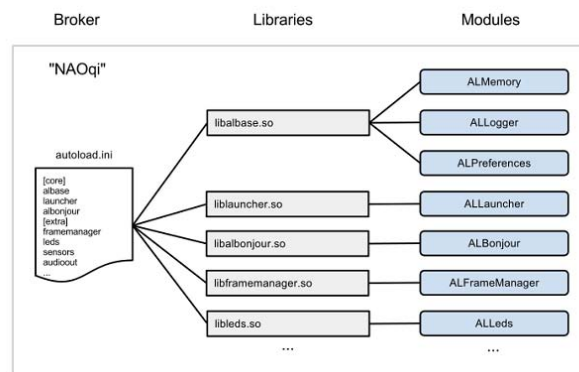 Broker
Libraries
Modules
"NAOqi"
autoload.ini
[core]
albase
launcher
albonjour
[extra]
framemanager
leds
sensors
audioout
...
libalbase.so
liblauncher.so
libalbonjour.so
libframemanager.so
libleds.so
...
ALMemory
ALLogger
ALPreferences
ALLauncher
ALBonjour
ALFrameManager
ALLeds
...